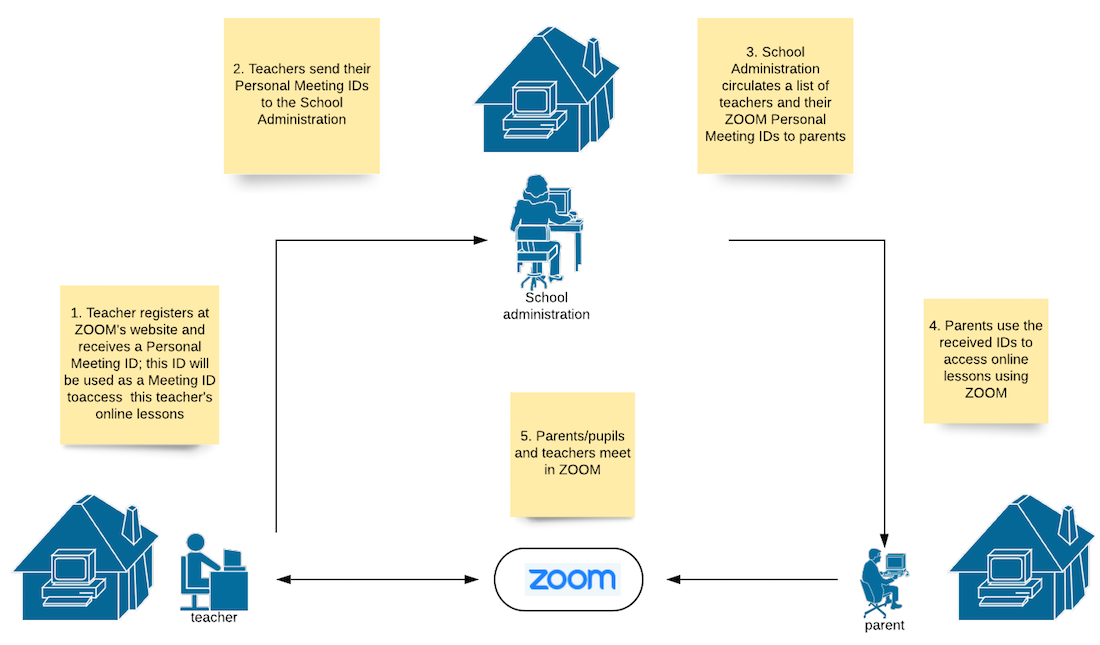 2. Teachers send their
Personal Meeting IDs
to the School
Administration
3. School
Administration
circulates a list of
teachers and their
ZOOM Personal
Meeting IDs to parents
School
administration
1. Teacher registers at
ZOOM's website and
receives a Personal
Meeting ID; this ID will
be used as a Meeting ID
toaccess  this teacher's
online lessons
4. Parents use the
received IDs to
access online
lessons using
ZOOM
5. Parents/pupils
and teachers meet
in ZOOM
teacher
zoom
parent